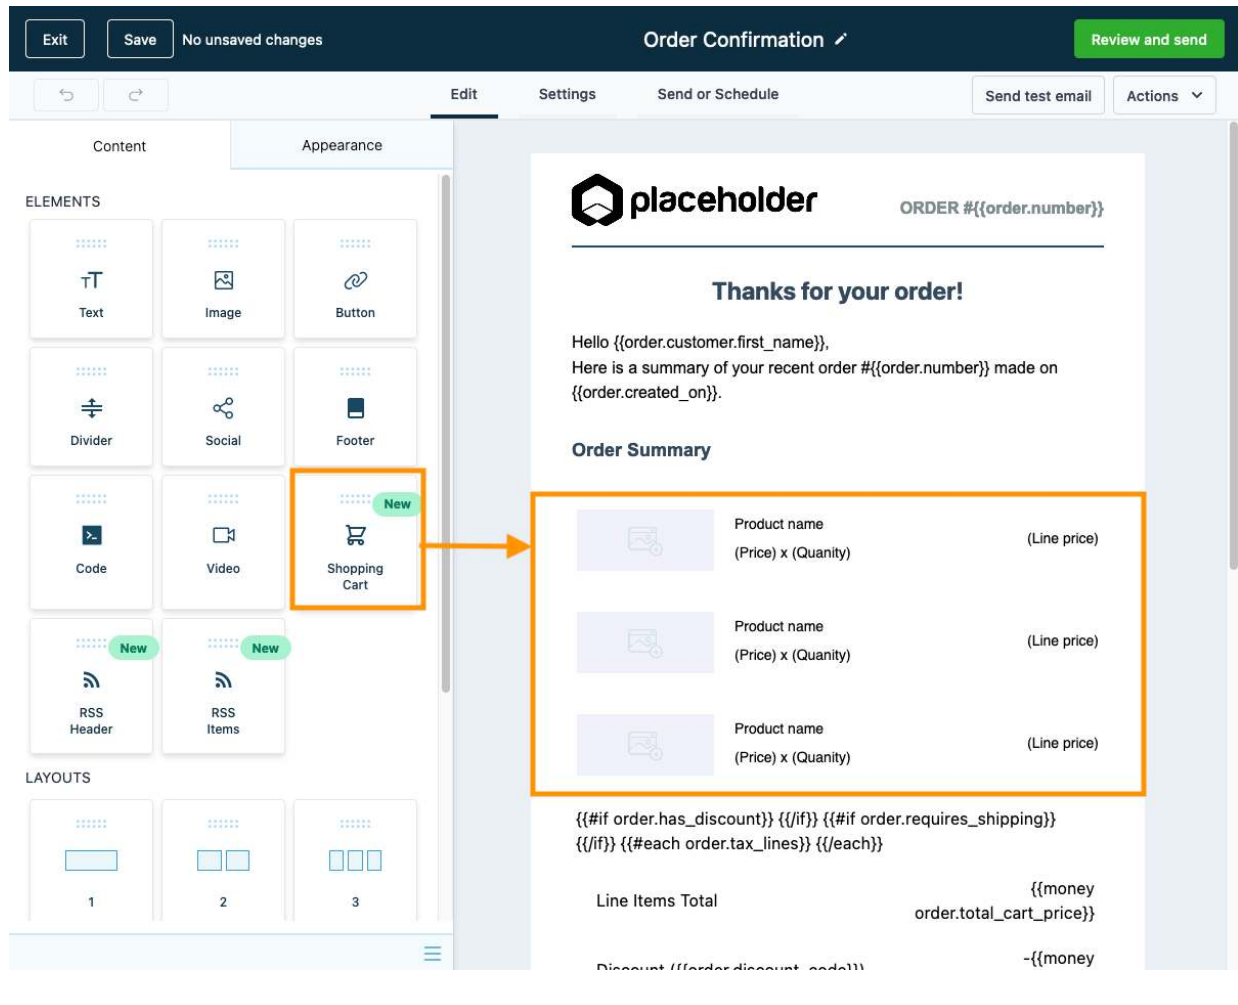 Exit
Save
No unsaved changes
Order Confirmation
Review and send
Edit
Settings
Send or Schedule
Send test email
Actions
Content
Appearance
ELEMENTS
Text
Image
Button
Divider
Social
Footer
Code
Video
New
Shopping
Cart
New
RSS
Header
New
RSS
Items
LAYOUTS
1
2
3
placeholder
ORDER #{{order.number}}
Thanks for your order!
Hello {{order.customer.first_name}},
Here is a summary of your recent order #{{order.number}} made on
{{order.created_on}}.
Order Summary
Product name
(Price) x (Quanity)
(Line price)
Product name
(Price) x (Quanity)
(Line price)
Product name
(Price) x (Quanity)
(Line price)
{{#if order.has_discount}} {{/if}} {{#if order.requires_shipping}}
{{/if}} {{#each order.tax_lines}} {{/each}}
Line Items Total
{{money
order.total_cart_price}}
Discount ({{order.discount_code}})
-{{money